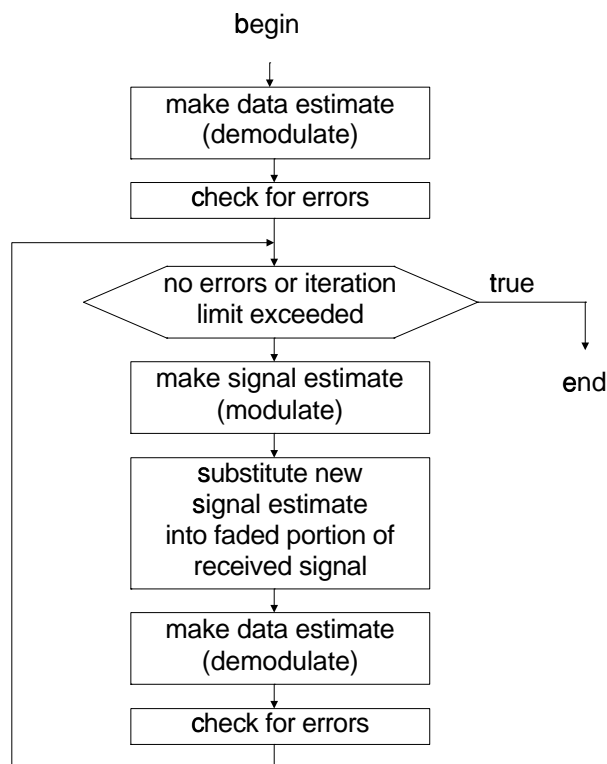 begin
make data estimate
(demodulate)
check for errors
no errors or iteration
limit exceeded
true
end
make signal estimate
(modulate)
substitute new
signal estimate
into faded portion of
received signal
make data estimate
(demodulate)
check for errors